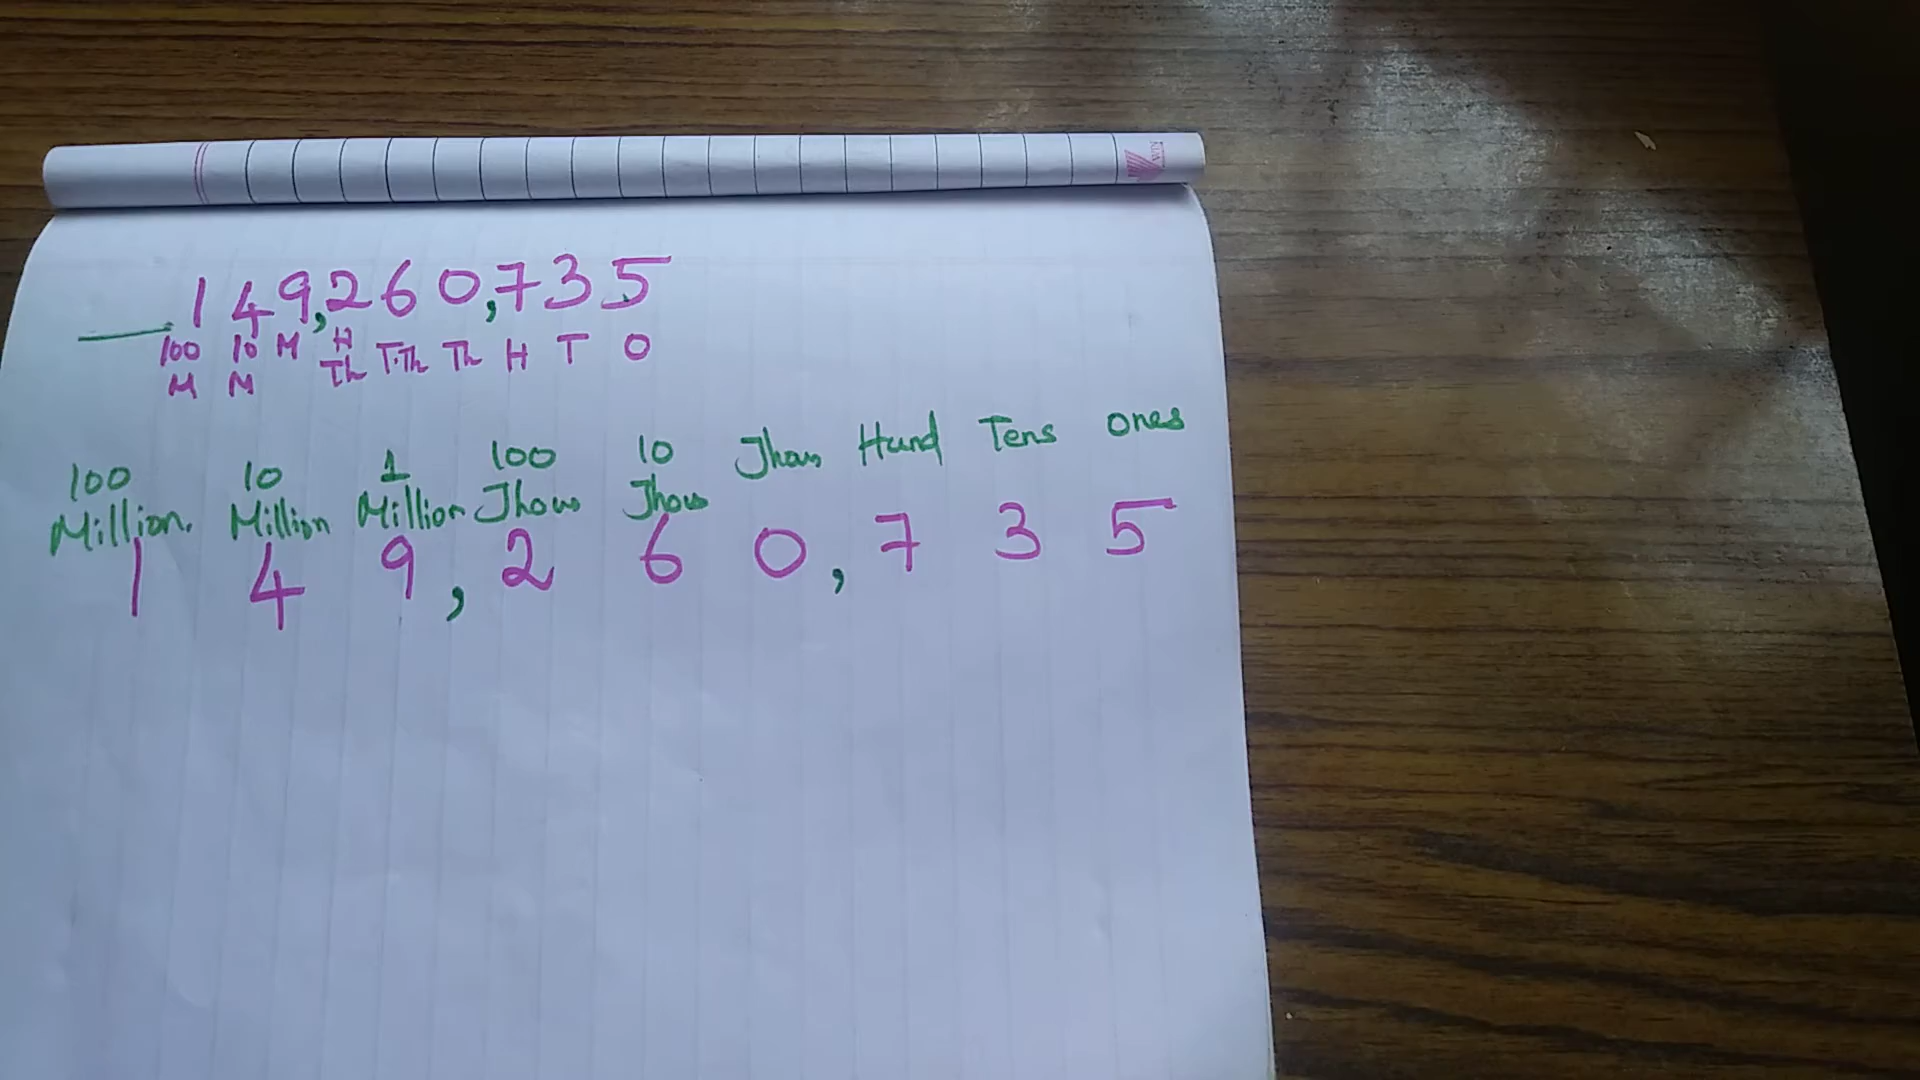 149,260,735
100 10 M H T.Th Th H T O
M M Th
100 10 1 100 10 Thous Hund Tens ones
Million. Million Million Thous Thous
1 4 9, 2 6 0, 7 3 5